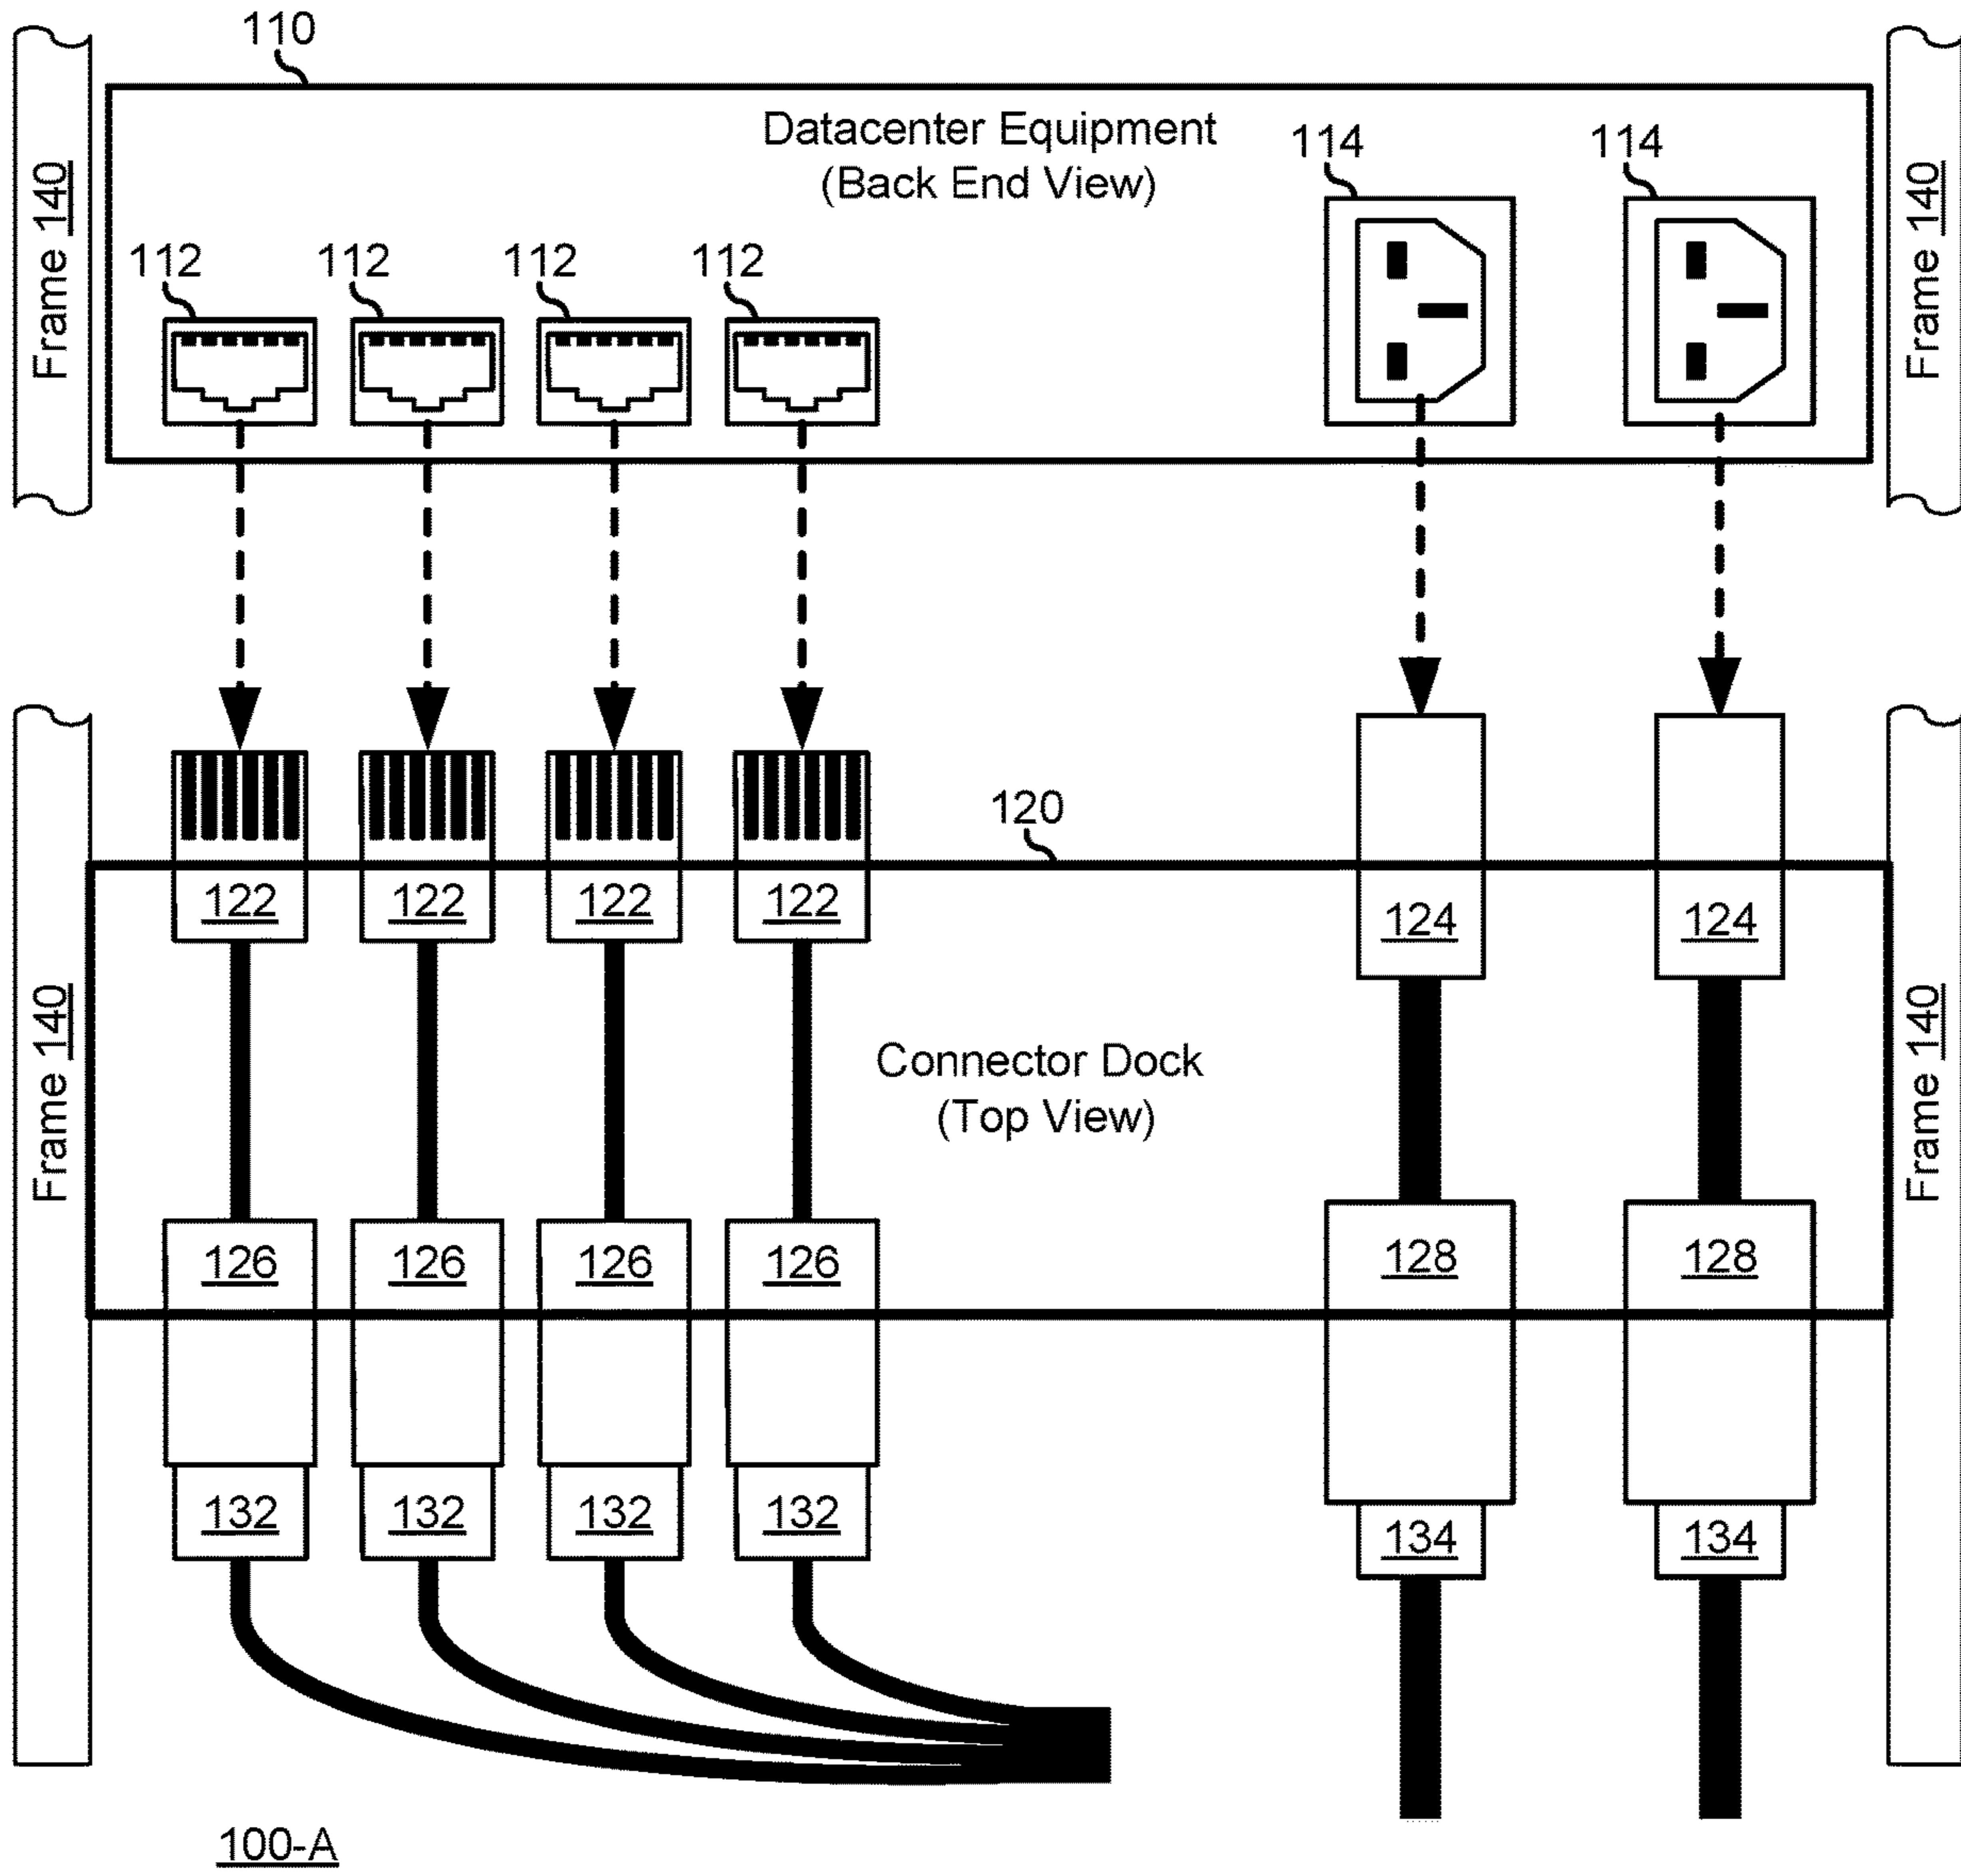 110
Datacenter Equipment
(Back End View)
114
114
Frame 140
Frame 140
112
112
112
112
120
122
122
122
122
124
124
Frame 140
Connector Dock
(Top View)
Frame 140
126
126
126
126
128
128
132
132
132
132
134
134
100-A